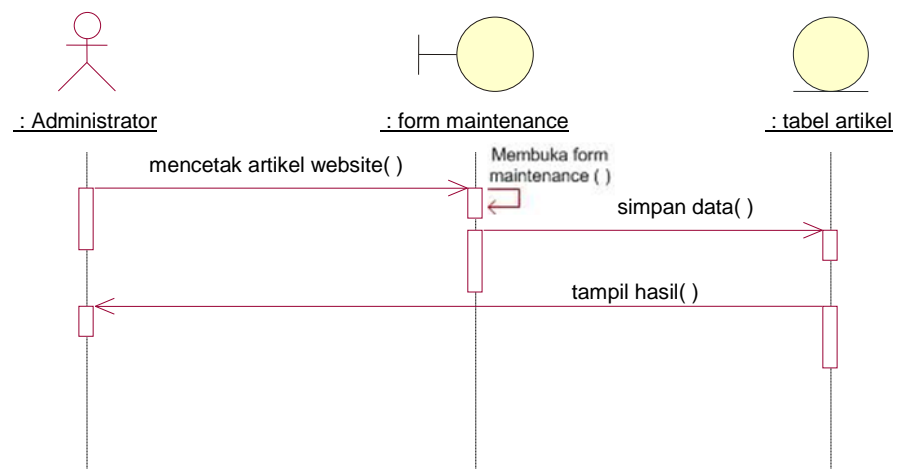 : Administrator
: form maintenance
: tabel artikel
mencetak artikel website( )
Membuka form
maintenance ( )
simpan data( )
tampil hasil( )